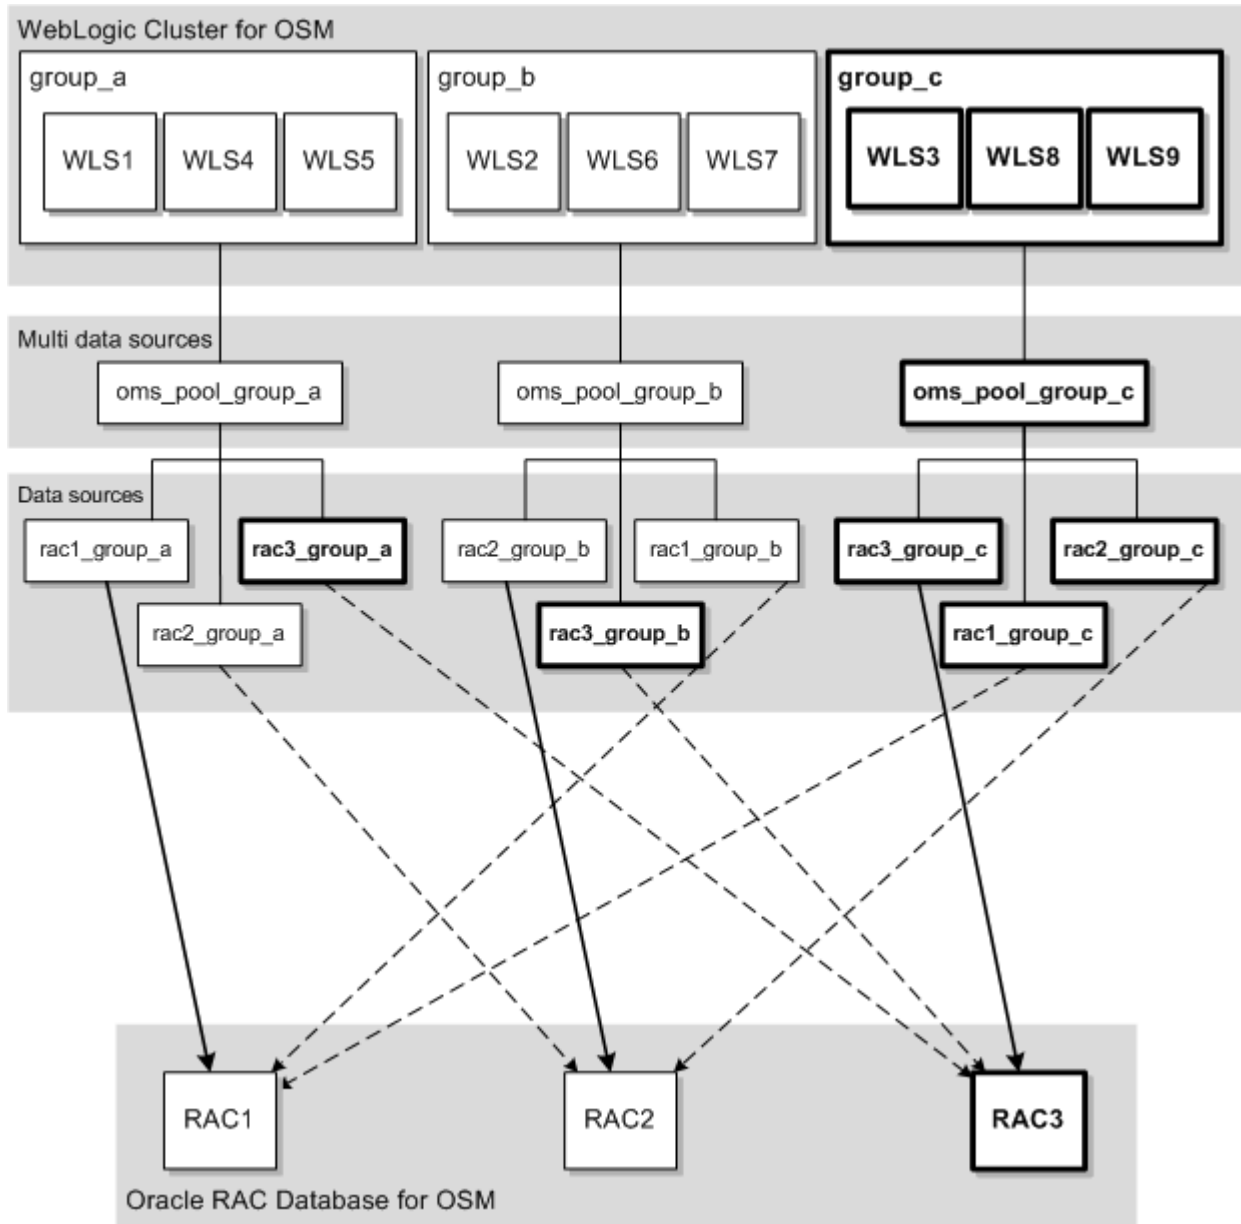 WebLogic Cluster for OSM
group_a
group_b
group_c
WLS1 WLS4 WLS5
WLS2 WLS6 WLS7
WLS3 WLS8 WLS9
Multi data sources
oms_pool_group_a
oms_pool_group_b
oms_pool_group_c
Data sources
rac1_group_a
rac3_group_a
rac2_group_b
rac1_group_b
rac3_group_c
rac2_group_c
rac2_group_a
rac3_group_b
rac1_group_c
RAC1
RAC2
RAC3
Oracle RAC Database for OSM